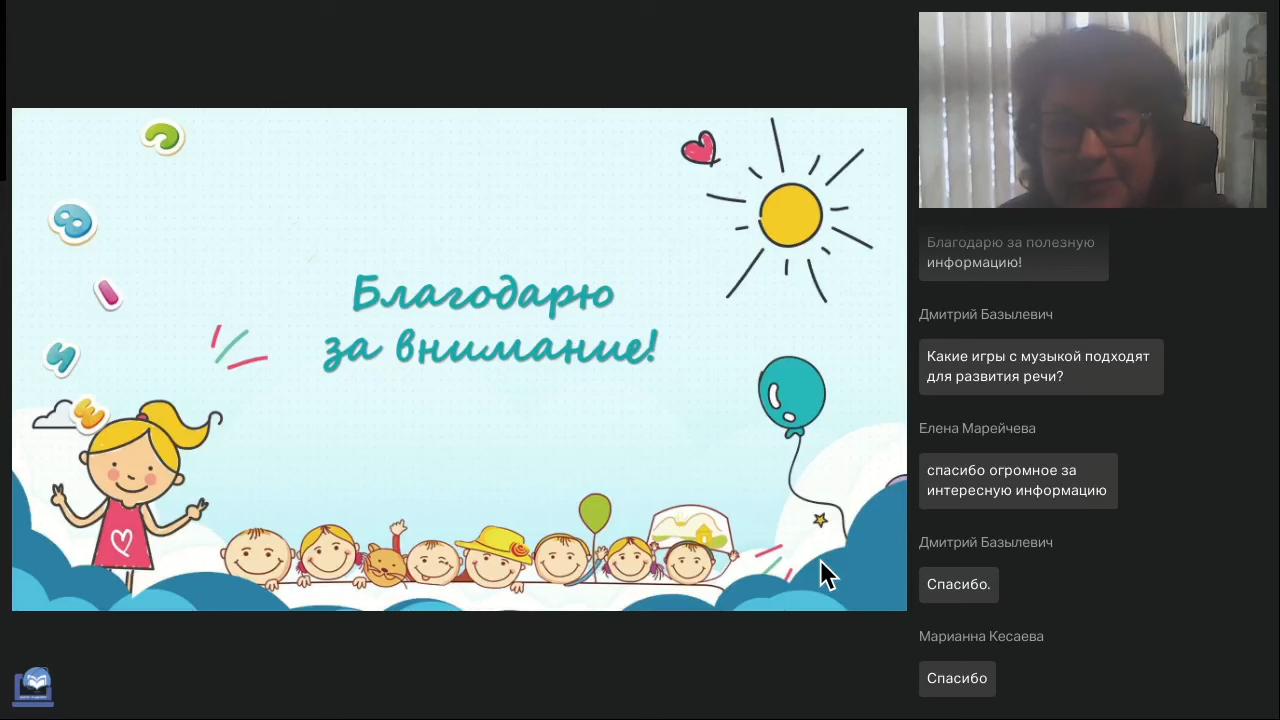 Благодарю
за внимание!
Благодарю за полезную
информацию!
Дмитрий Базылевич
Какие игры с музыкой подходят
для развития речи?
Елена Марейчева
спасибо огромное за
интересную информацию
Дмитрий Базылевич
Спасибо.
Марианна Кесаева
Спасибо